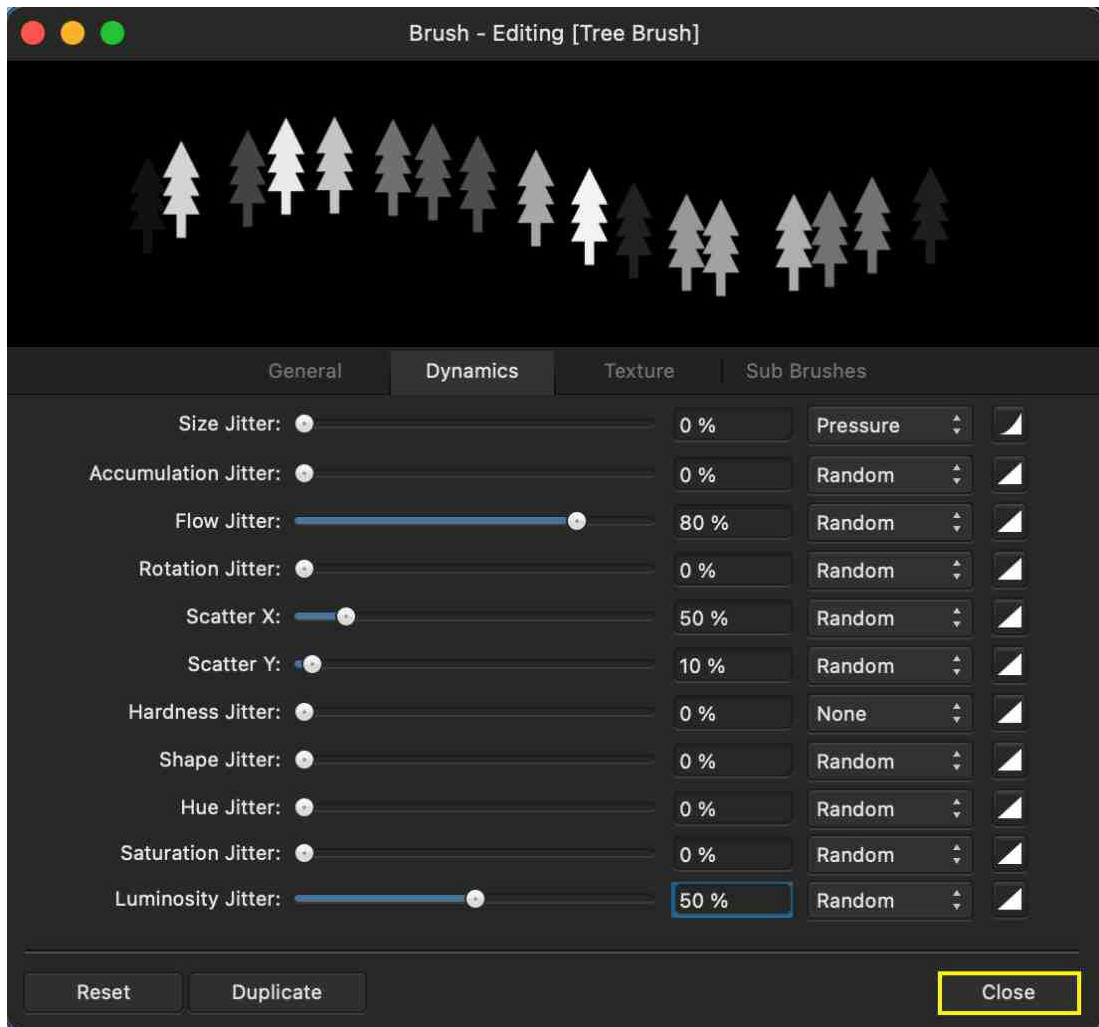 Brush - Editing [Tree Brush]
General Dynamics Texture Sub Brushes
Size Jitter: 0 % Pressure
Accumulation Jitter: 0 % Random
Flow Jitter: 80 % Random
Rotation Jitter: 0 % Random
Scatter X: 50 % Random
Scatter Y: 10 % Random
Hardness Jitter: 0 % None
Shape Jitter: 0 % Random
Hue Jitter: 0 % Random
Saturation Jitter: 0 % Random
Luminosity Jitter: 50 % Random
Reset Duplicate Close